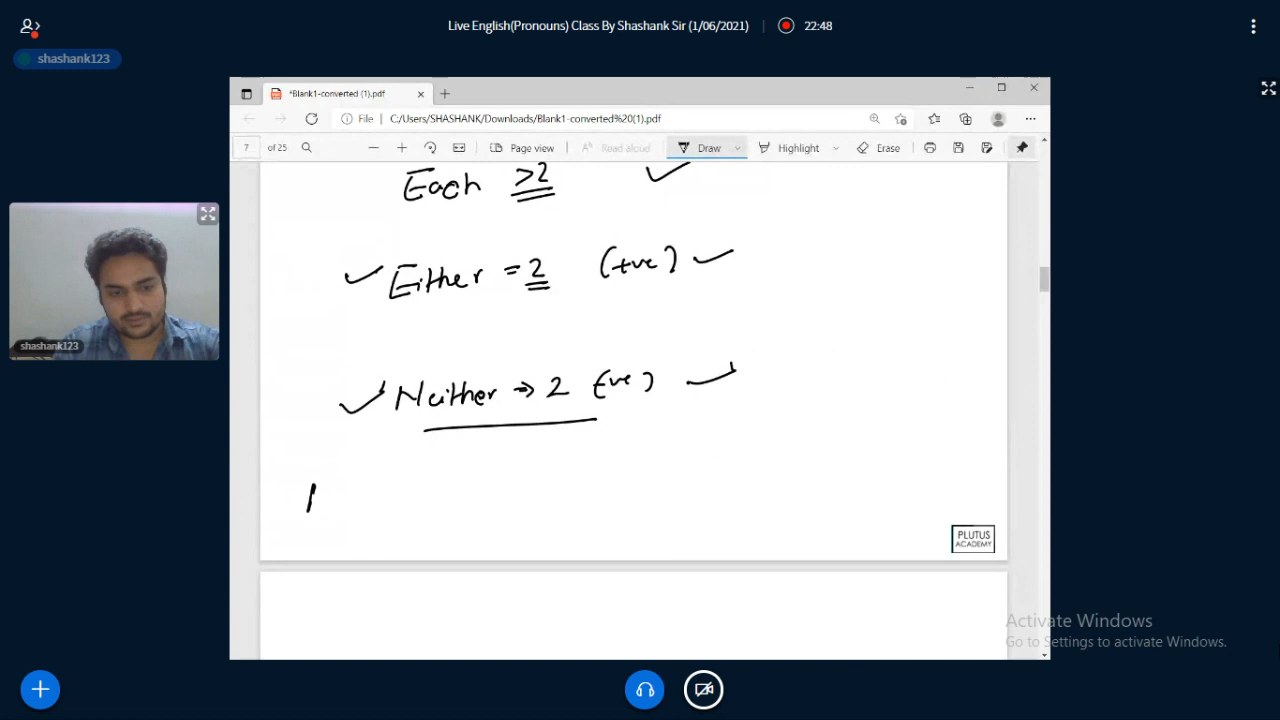 Live English(Pronouns) Class By Shashank Sir (1/06/2021) 22:48
shashank123
*Blank1-converted (1).pdf
File C:/Users/SHASHANK/Downloads/Blank1-converted%20(1).pdf
7 of 25 Page view Read aloud Draw Highlight Erase
Each >2
Either = 2 (+ve)
shashank123
Neither => 2 (-ve)
PLUTUS
ACADEMY
Activate Windows
Go to Settings to activate Windows.